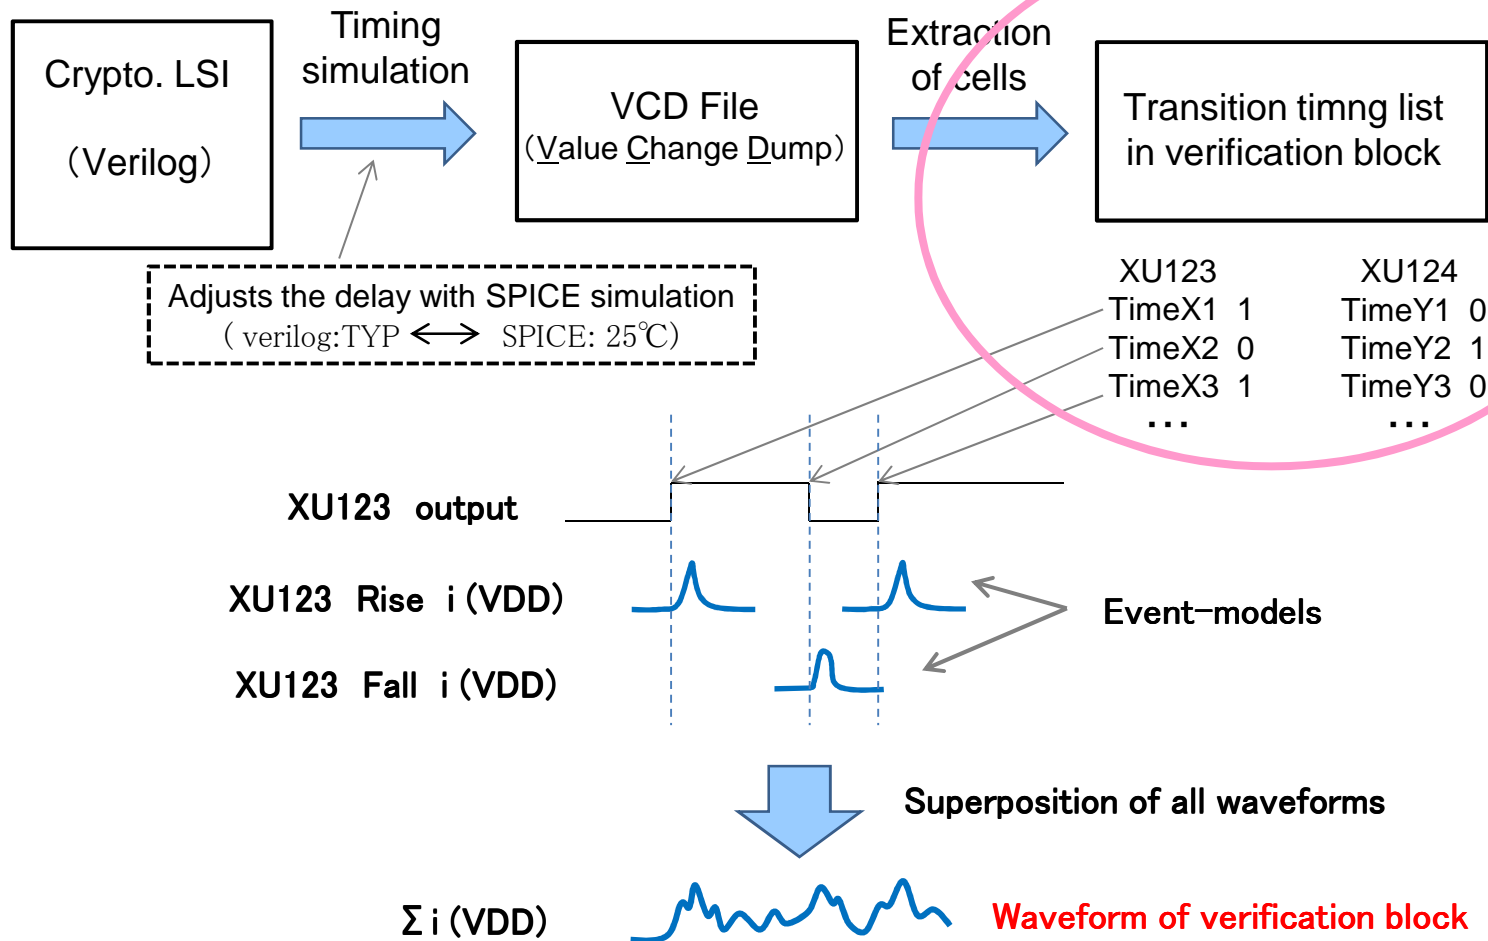 Crypto. LSI
（Verilog）
Timing
simulation
VCD File
（Value Change Dump）
Extraction
of cells
Transition timng list
in verification block
Adjusts the delay with SPICE simulation
（ verilog:TYP ⟷ SPICE: 25℃）
XU123 XU124
TimeX1 1 TimeY1 0
TimeX2 0 TimeY2 1
TimeX3 1 TimeY3 0
… …
XU123 output
XU123 Rise i(VDD)
Event-models
XU123 Fall i(VDD)
Superposition of all waveforms
Σi(VDD)
Waveform of verification block